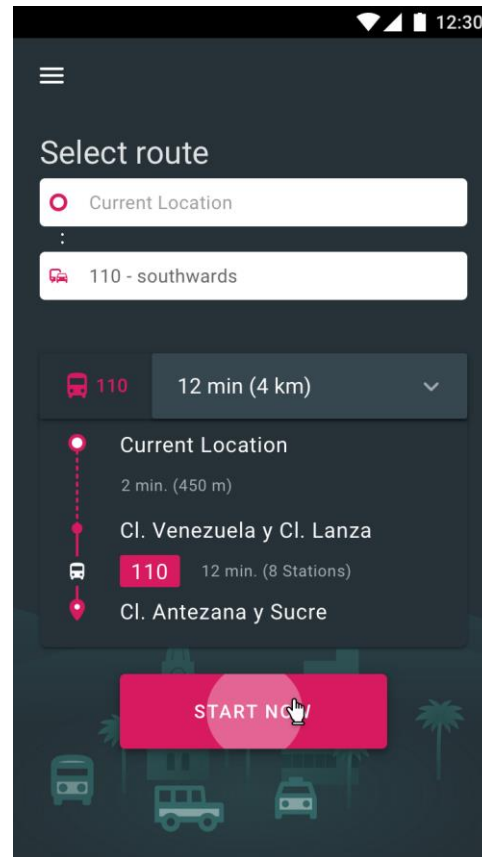 12:30
Select route
Current Location
110 - southwards
110 12 min (4 km)
Current Location
2 min. (450 m)
Cl. Venezuela y Cl. Lanza
110 12 min. (8 Stations)
Cl. Antezana y Sucre
START NOW